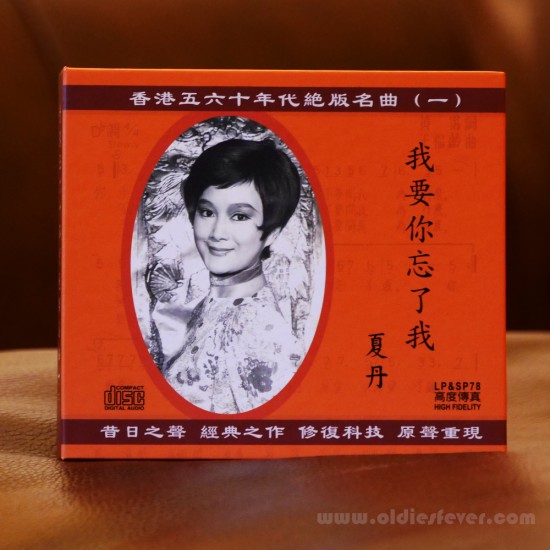 香港五六十年代絕版名曲（一）
我要你忘了我
夏丹
COMPACT
disc
DIGITAL AUDIO
LP&SP78
高度傳真
HIGH FIDELITY
昔日之聲 經典之作 修復科技 原聲重現
www.oldiesfever.com